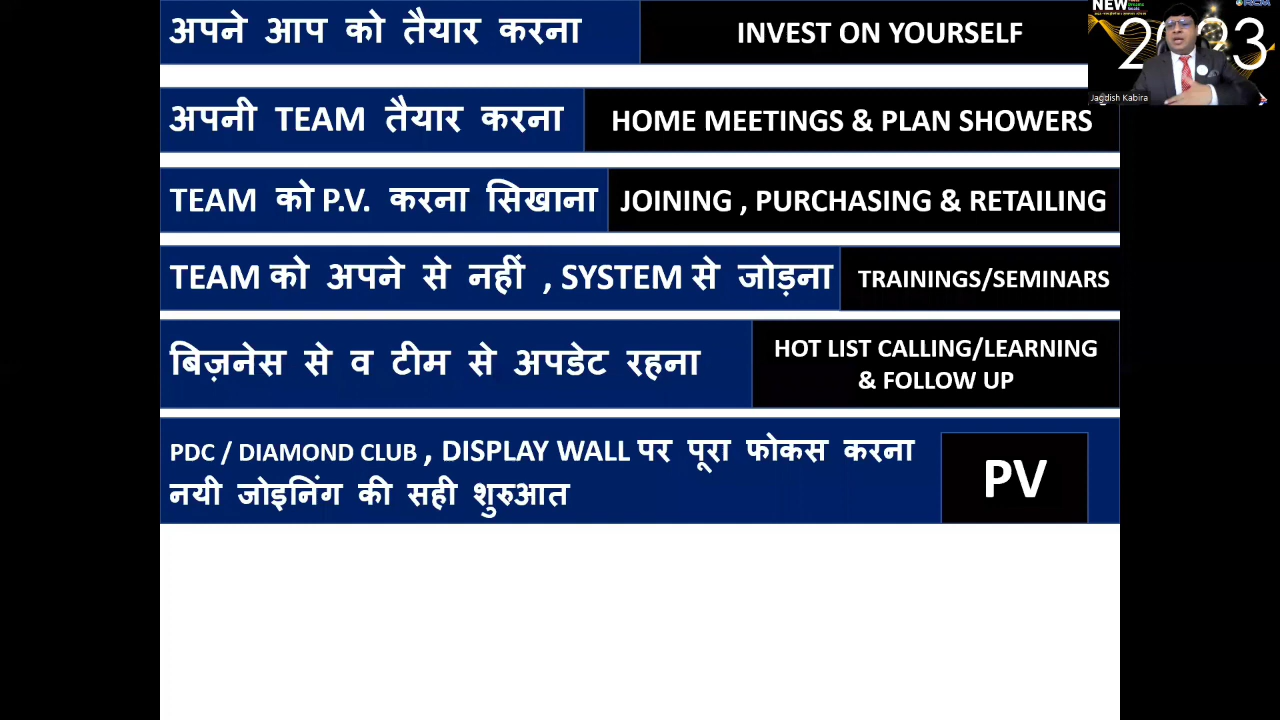 अपने आप को तैयार करना
INVEST ON YOURSELF
अपनी TEAM तैयार करना
HOME MEETINGS & PLAN SHOWERS
TEAM को P.V. करना सिखाना
JOINING , PURCHASING & RETAILING
TEAM को अपने से नहीं , SYSTEM से जोड़ना
TRAININGS/SEMINARS
बिज़नेस से व टीम से अपडेट रहना
HOT LIST CALLING/LEARNING
& FOLLOW UP
PDC / DIAMOND CLUB , DISPLAY WALL पर पूरा फोकस करना
नयी जोइनिंग की सही शुरुआत
PV
NEW
RCM
Jagdish Kabira